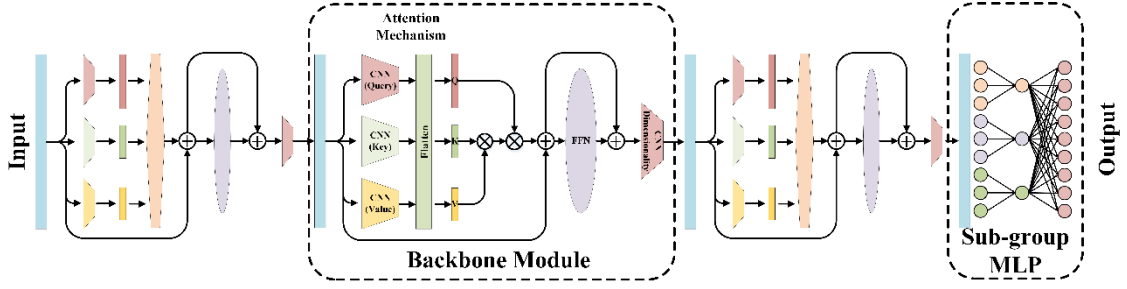 Input
Attention
Mechanism
CNN
(Query)
CNN
(Key)
CNN
(Value)
Flatten
Q
K
V
FFN
CNN
(Dimensionality)
Backbone Module
Sub-group
MLP
Output